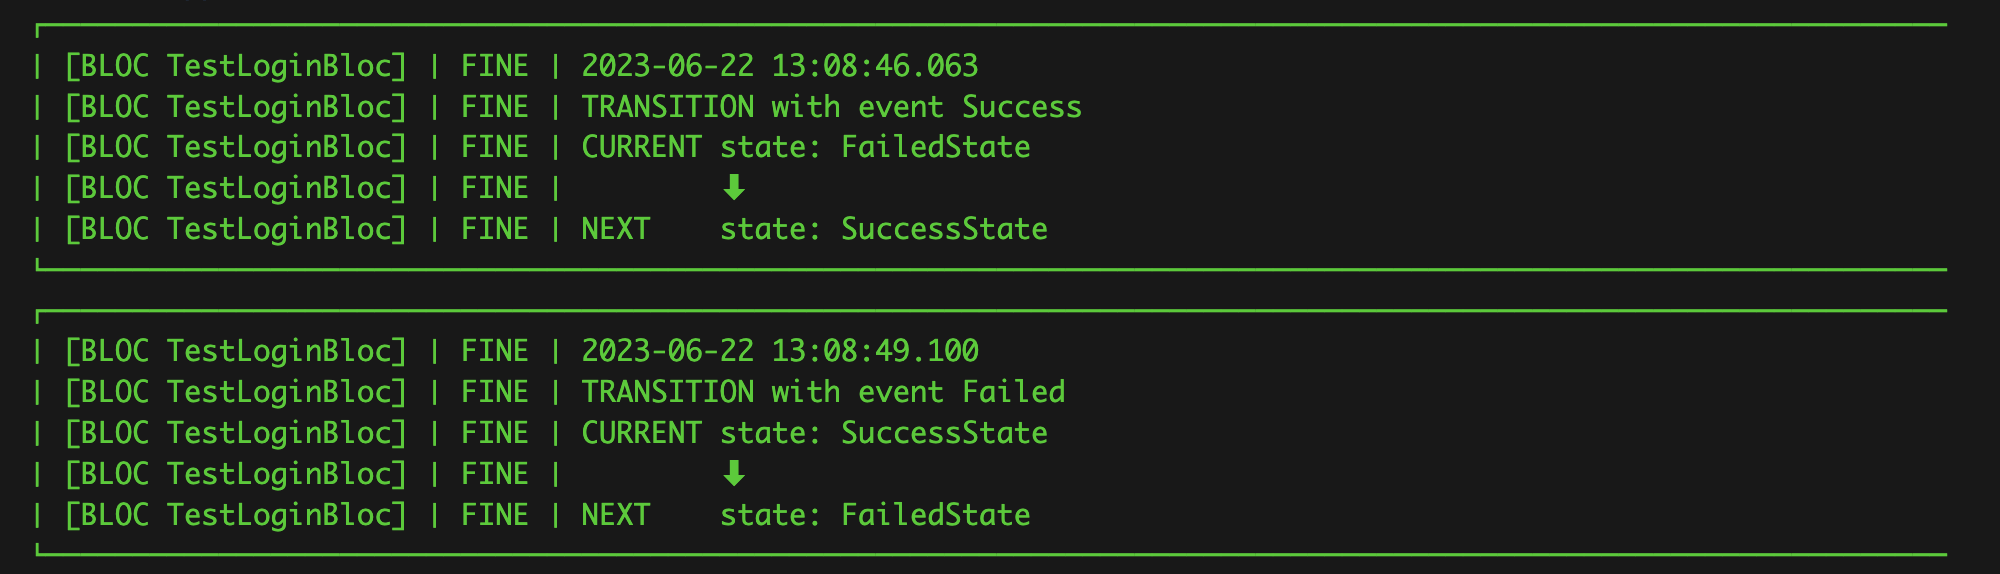 | [BLOC TestLoginBloc] | FINE | 2023-06-22 13:08:46.063
| [BLOC TestLoginBloc] | FINE | TRANSITION with event Success
| [BLOC TestLoginBloc] | FINE | CURRENT state: FailedState
| [BLOC TestLoginBloc] | FINE |         ⬇
| [BLOC TestLoginBloc] | FINE | NEXT    state: SuccessState
| [BLOC TestLoginBloc] | FINE | 2023-06-22 13:08:49.100
| [BLOC TestLoginBloc] | FINE | TRANSITION with event Failed
| [BLOC TestLoginBloc] | FINE | CURRENT state: SuccessState
| [BLOC TestLoginBloc] | FINE |         ⬇
| [BLOC TestLoginBloc] | FINE | NEXT    state: FailedState